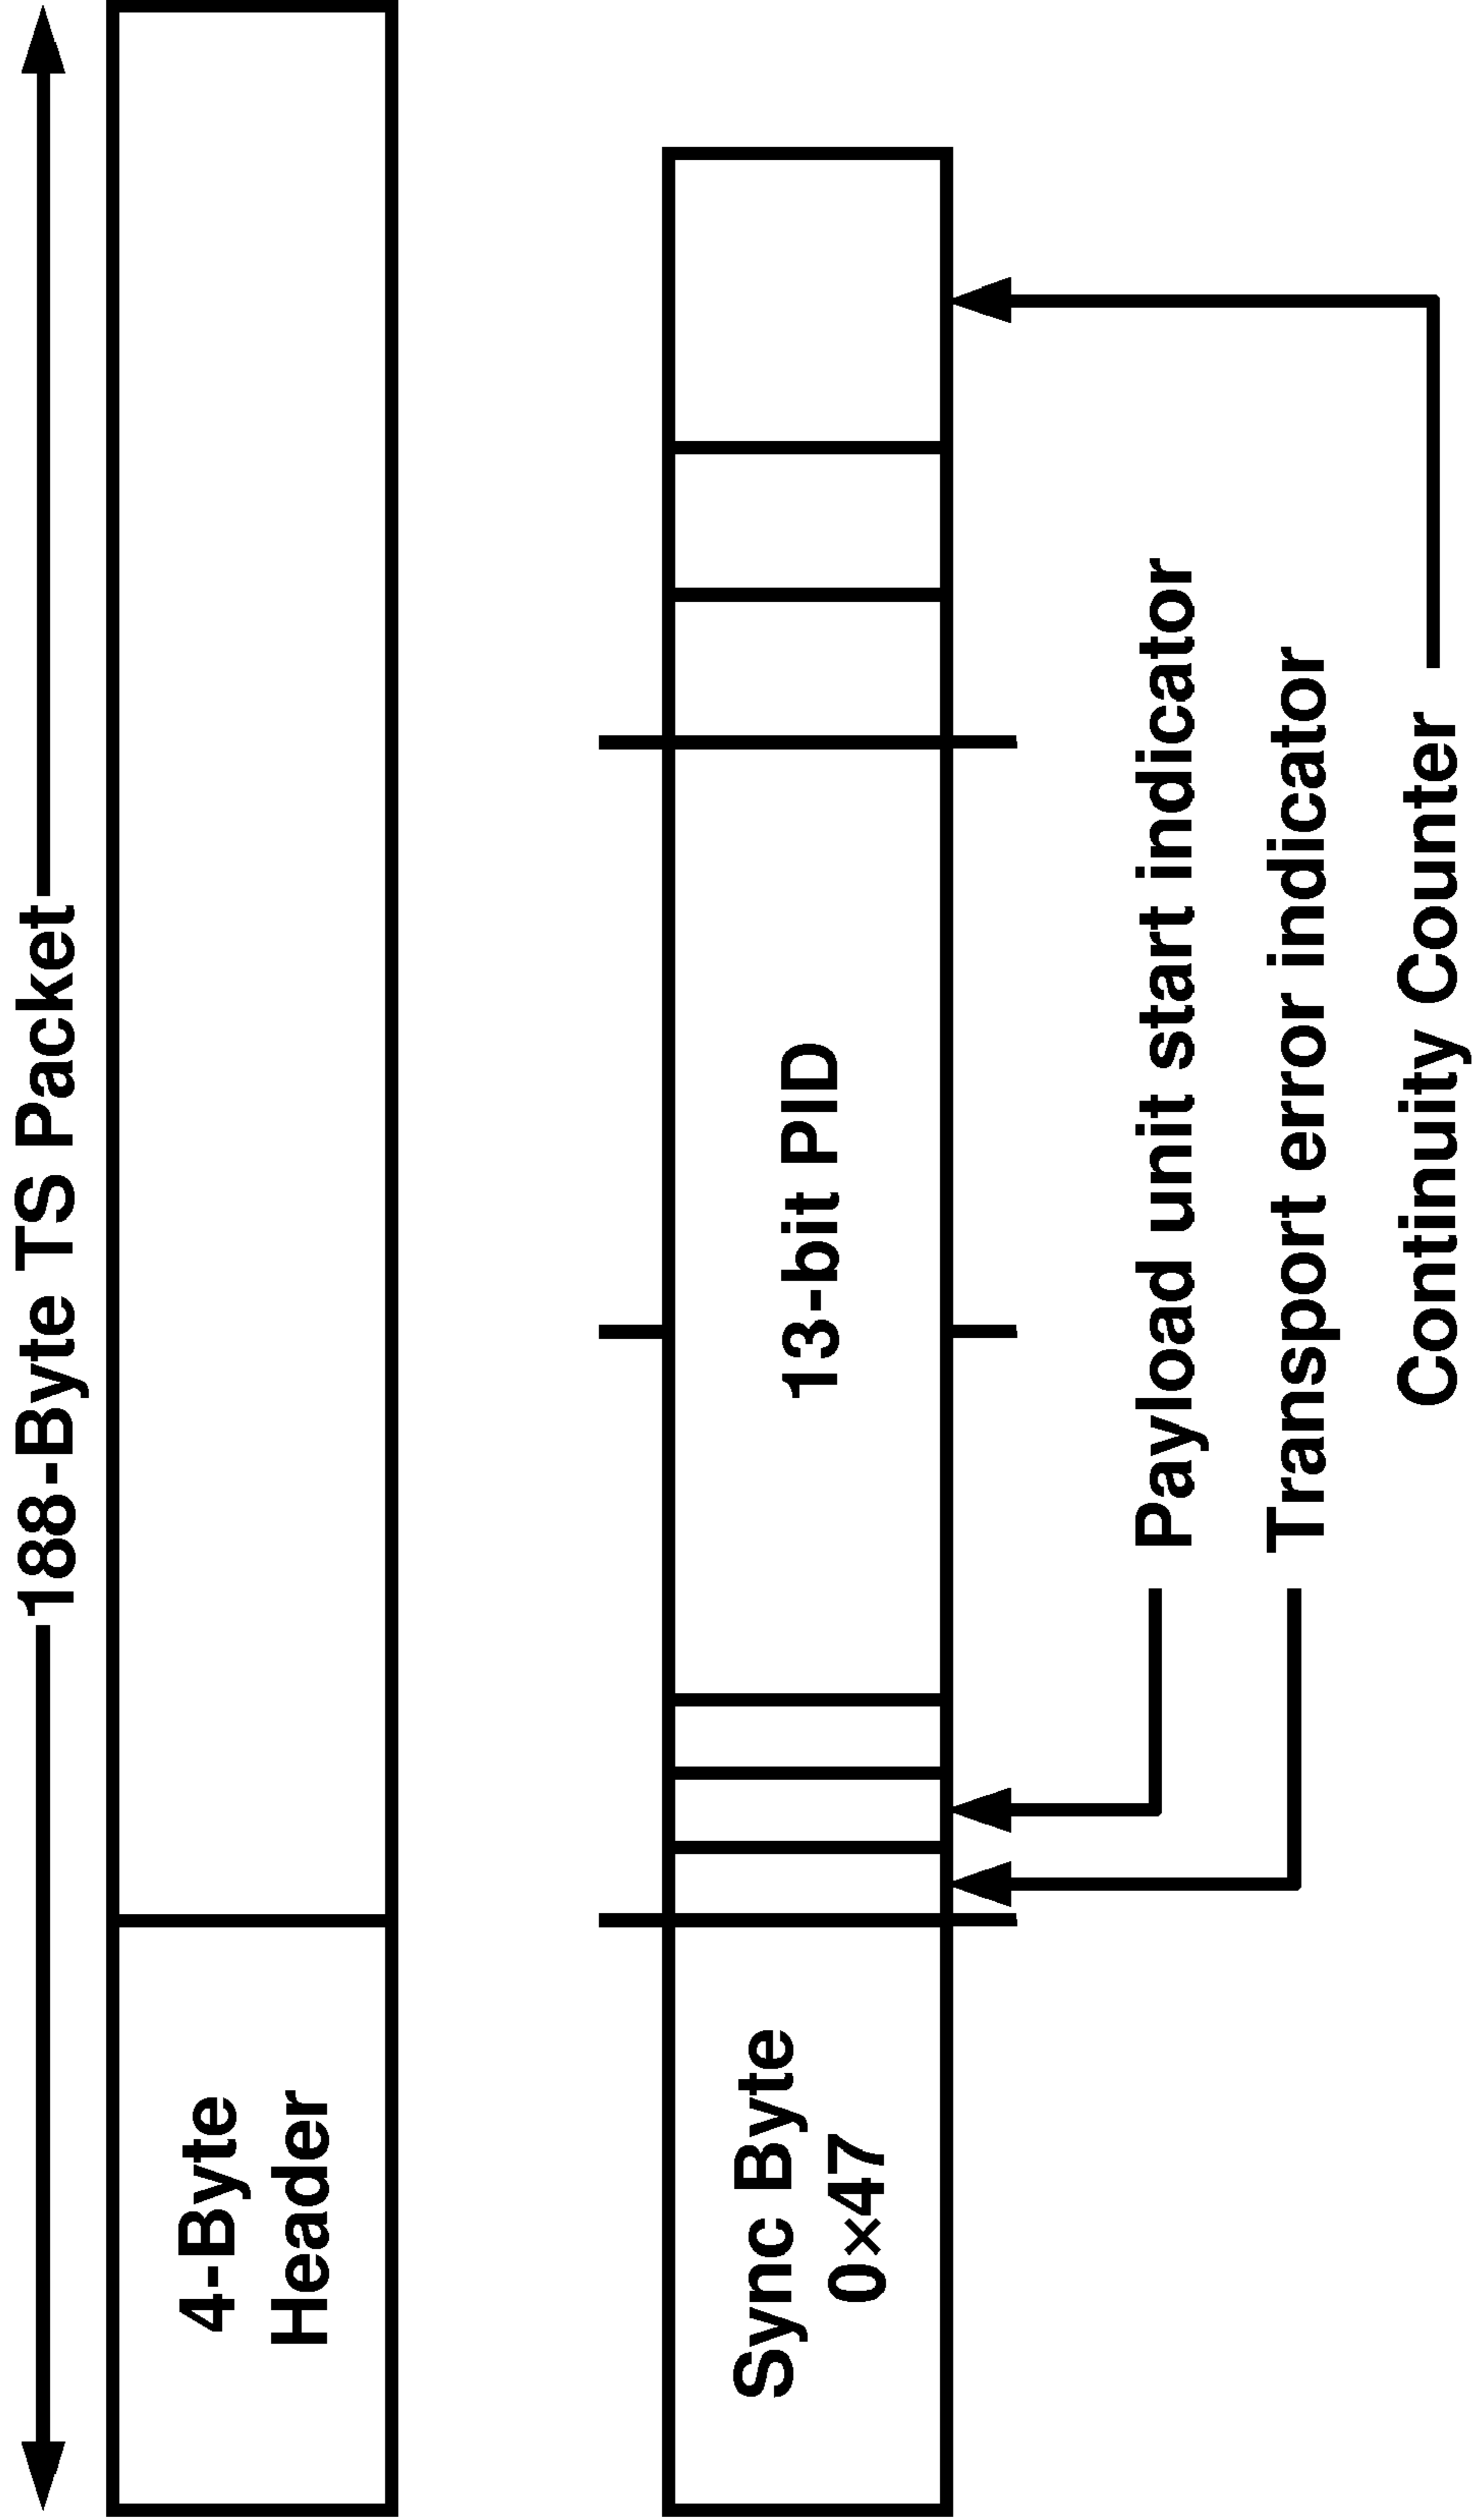 188-Byte TS Packet
4-Byte
Header
Sync Byte
0×47
13-bit PID
Payload unit start indicator
Transport error indicator
Continuity Counter